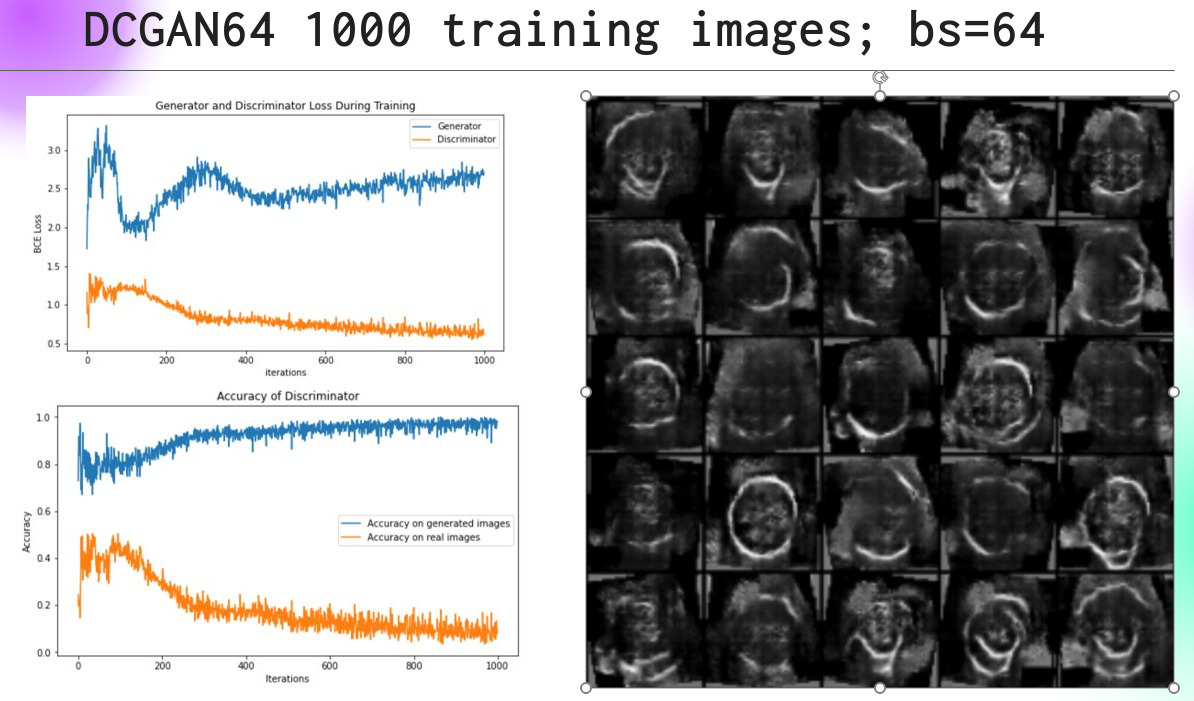 DCGAN64 1000 training images; bs=64
Generator and Discriminator Loss During Training
Generator
Discriminator
BCE Loss
3.0
2.5
2.0
1.5
1.0
0.5
0 200 400 600 800 1000
iterations
Accuracy of Discriminator
Accuracy on generated images
Accuracy on real images
Accuracy
1.0
0.8
0.6
0.4
0.2
0.0
0 200 400 600 800 1000
Iterations